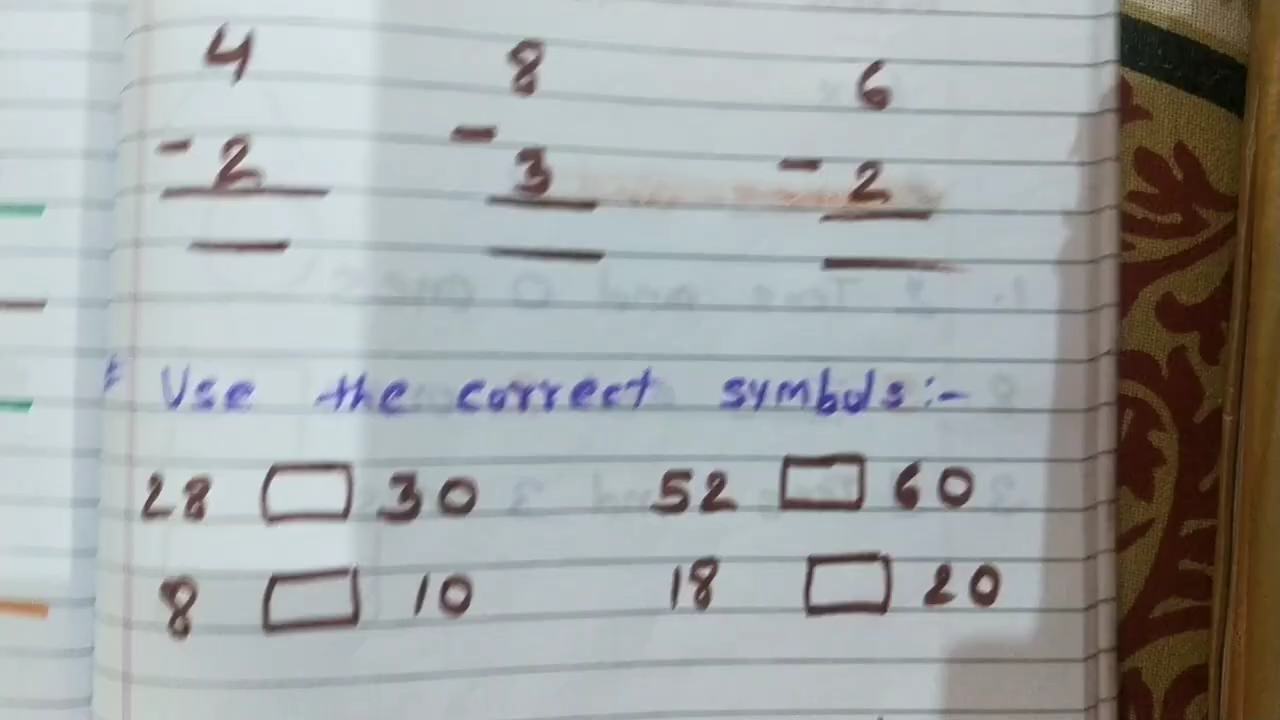 4 8 6
- 2 - 3 - 2
Use the correct symbols:-
28 30 52 60
8 10 18 20